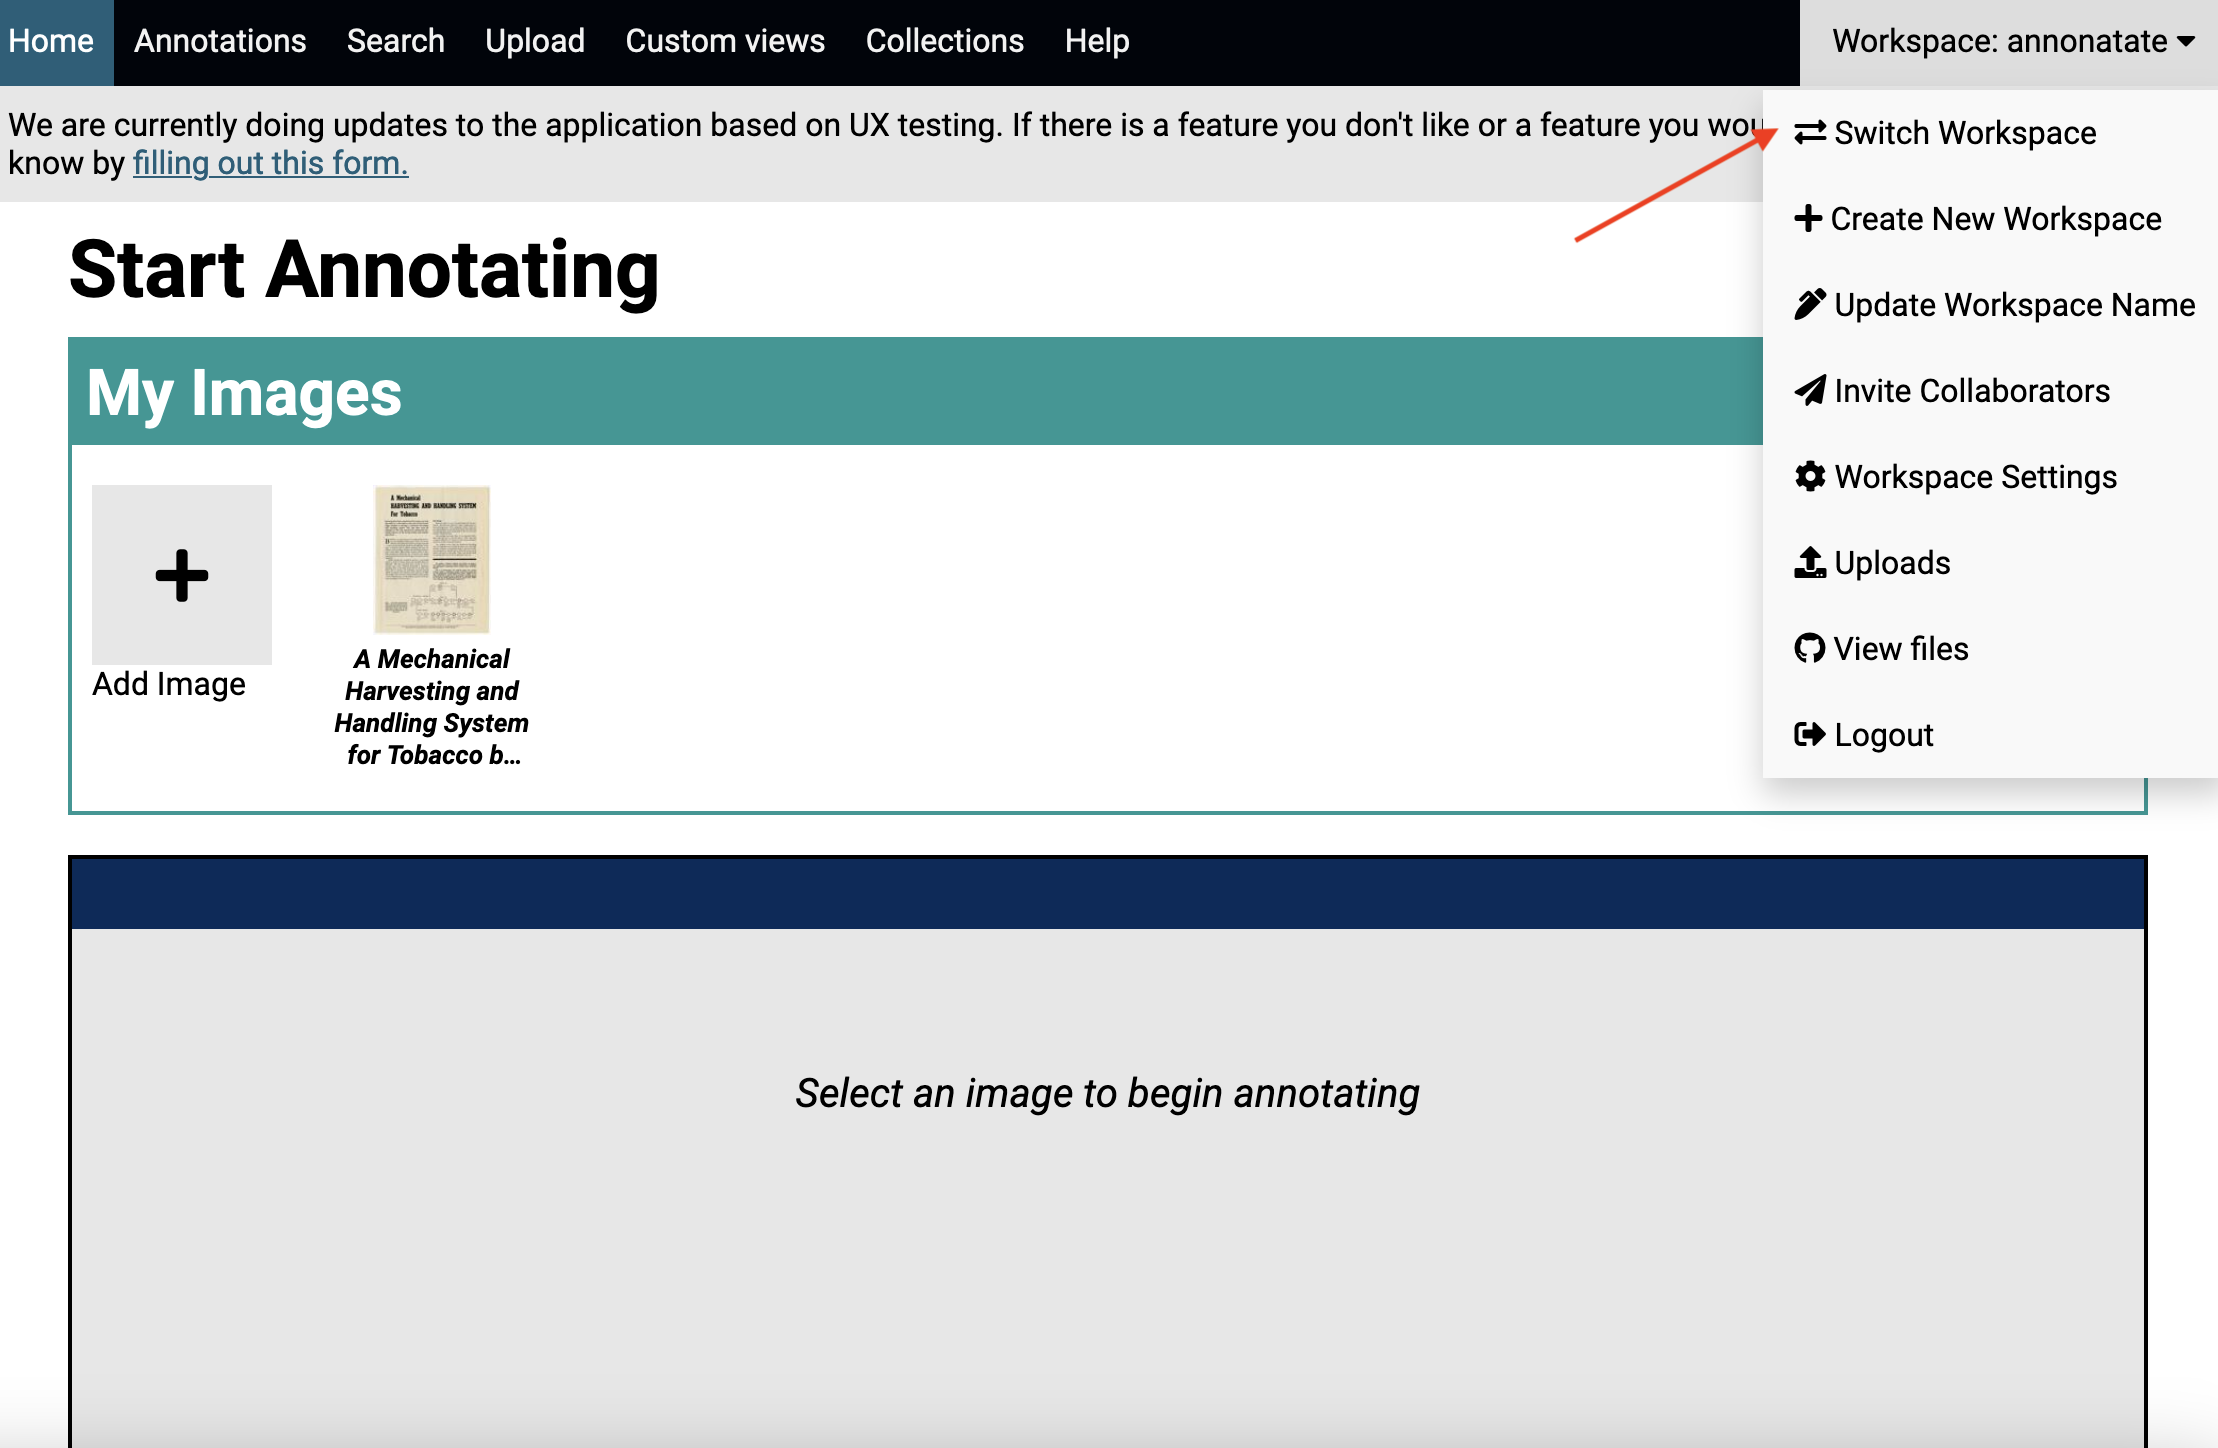 Home Annotations Search Upload Custom views Collections Help Workspace: annonatate
We are currently doing updates to the application based on UX testing. If there is a feature you don't like or a feature you
know by filling out this form.
Switch Workspace
Create New Workspace
Update Workspace Name
Invite Collaborators
Workspace Settings
Uploads
View files
Logout
Start Annotating
My Images
Add Image
A Mechanical
HARVESTING AND HANDLING SYSTEM
For Tobacco
A Mechanical
Harvesting and
Handling System
for Tobacco b...
Select an image to begin annotating